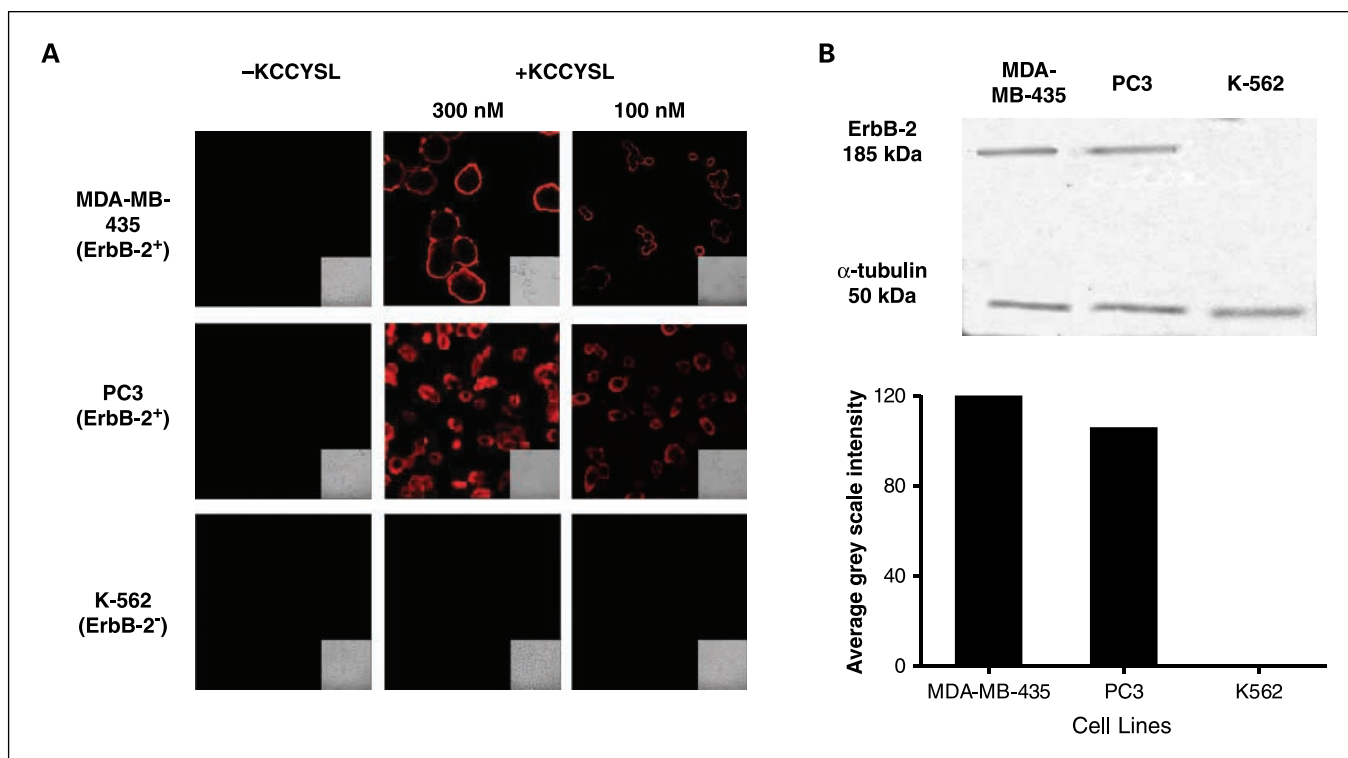 A
–KCCYSL
+KCCYSL
300 nM
100 nM
MDA-MB-
435
(ErbB-2⁺)
PC3
(ErbB-2⁺)
K-562
(ErbB-2⁻)
B
MDA-
MB-435
PC3
K-562
ErbB-2
185 kDa
α-tubulin
50 kDa
Average grey scale intensity
120
80
40
0
MDA-MB-435
PC3
K562
Cell Lines